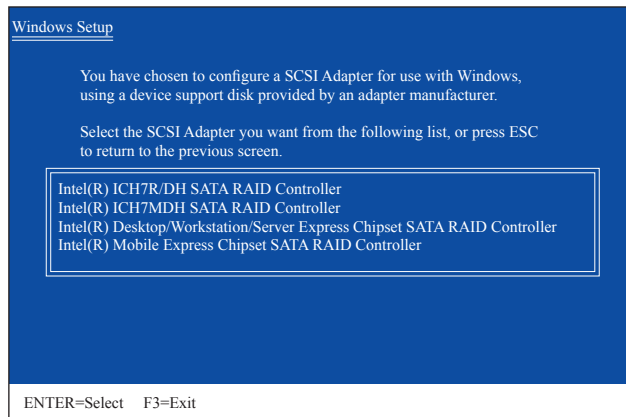 Windows Setup
You have chosen to configure a SCSI Adapter for use with Windows,
using a device support disk provided by an adapter manufacturer.
Select the SCSI Adapter you want from the following list, or press ESC
to return to the previous screen.
Intel(R) ICH7R/DH SATA RAID Controller
Intel(R) ICH7MDH SATA RAID Controller
Intel(R) Desktop/Workstation/Server Express Chipset SATA RAID Controller
Intel(R) Mobile Express Chipset SATA RAID Controller
ENTER=Select F3=Exit